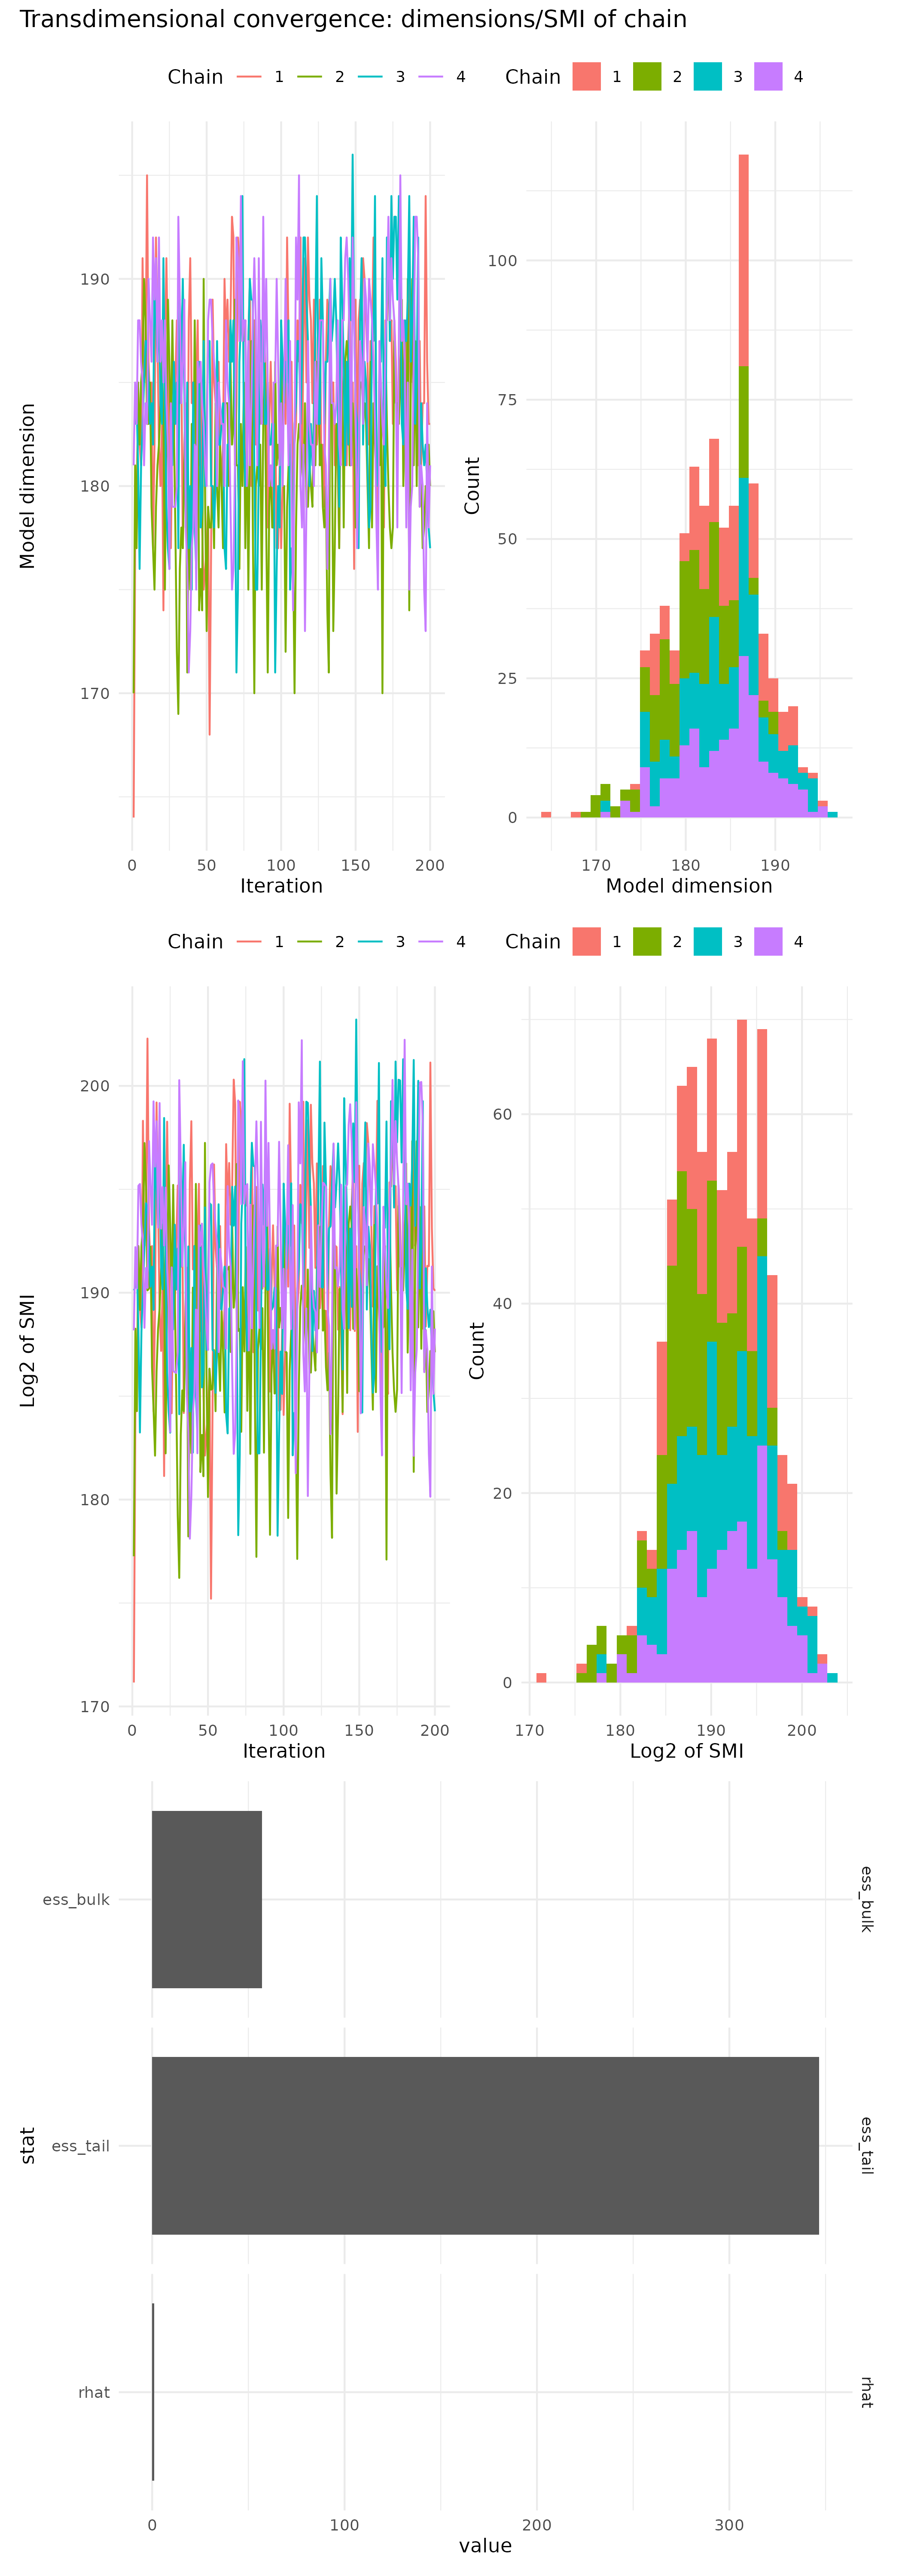 Transdimensional convergence: dimensions/SMI of chain
Chain 1 2 3 4
Chain 1 2 3 4
190
180
170
Model dimension
0 50 100 150 200
Iteration
100
75
50
25
0
Count
170 180 190
Model dimension
Chain 1 2 3 4
Chain 1 2 3 4
200
190
180
170
Log2 of SMI
0 50 100 150 200
Iteration
60
40
20
0
Count
170 180 190 200
Log2 of SMI
ess_bulk
ess_bulk
stat
ess_tail
ess_tail
rhat
rhat
0 100 200 300
value